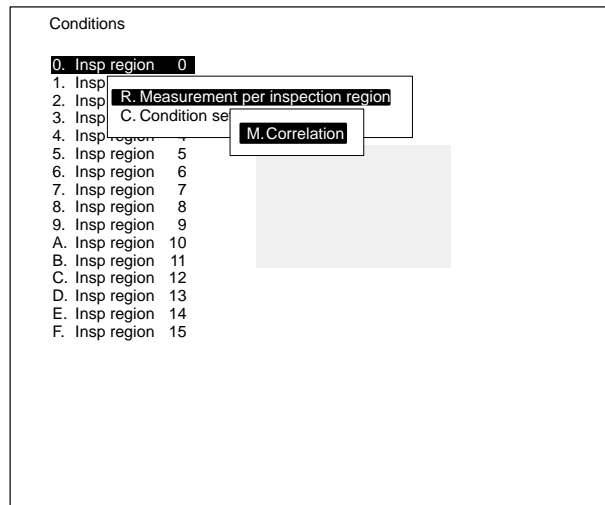 Conditions
0. Insp region 0
1. Insp
R. Measurement per inspection region
2. Insp
C. Condition se
3. Insp
M.Correlation
4. Insp region 4
5. Insp region 5
6. Insp region 6
7. Insp region 7
8. Insp region 8
9. Insp region 9
A. Insp region 10
B. Insp region 11
C. Insp region 12
D. Insp region 13
E. Insp region 14
F. Insp region 15